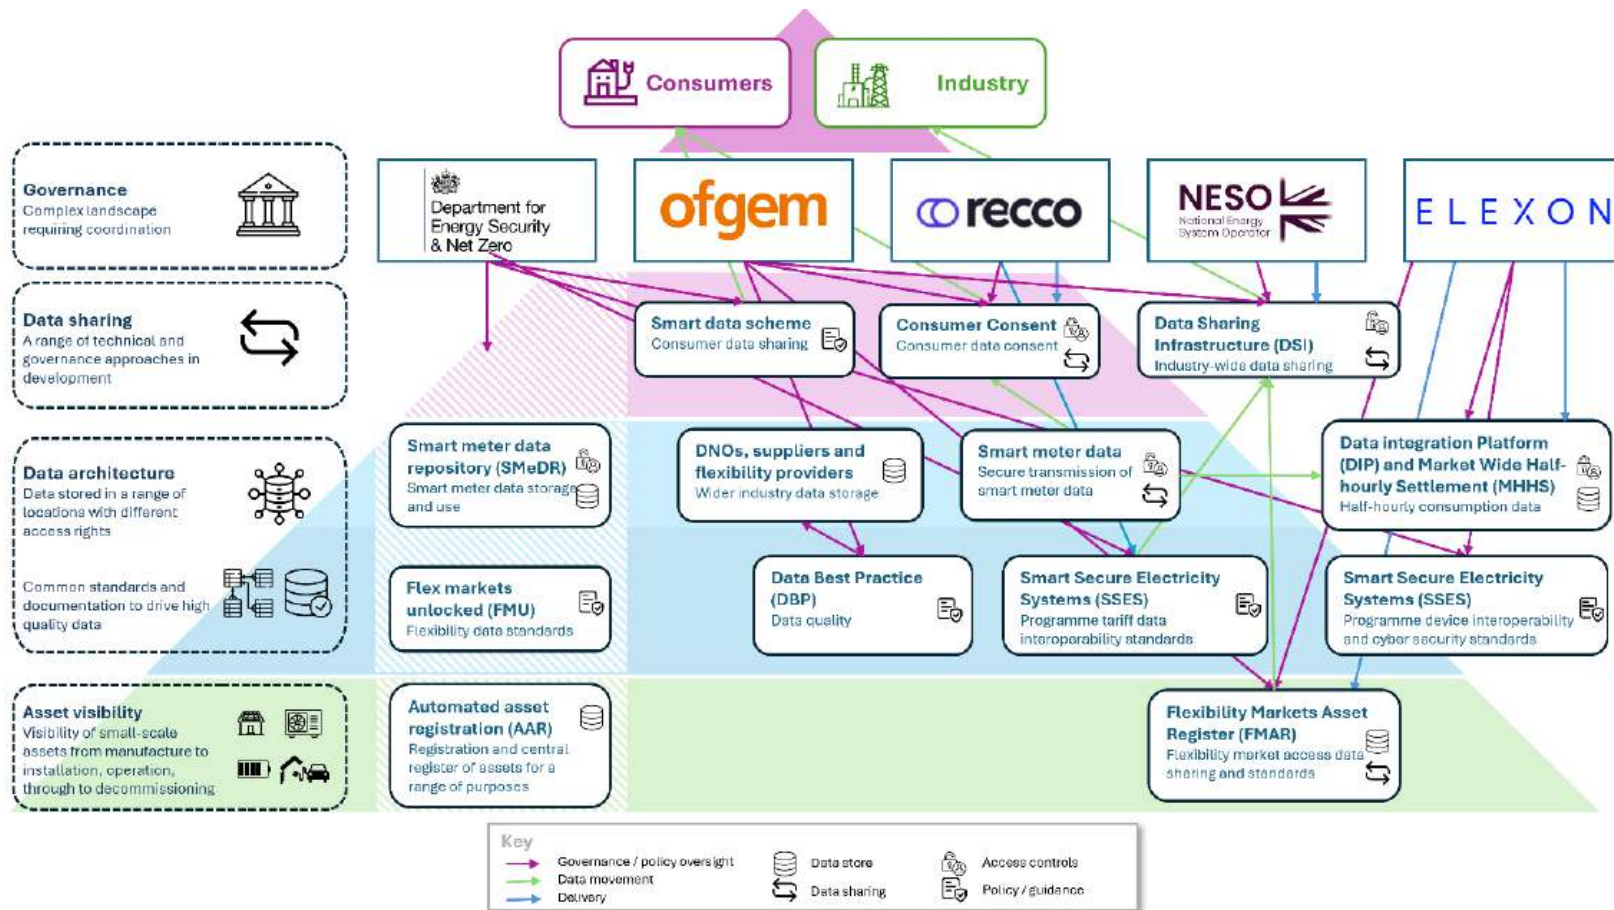 Consumers
Industry
Governance
Complex landscape
requiring coordination
Department for
Energy Security
& Net Zero
ofgem
recco
NESO
National Energy
System Operator
ELEXON
Data sharing
A range of technical and
governance approaches in
development
Smart data scheme
Consumer data sharing
Consumer Consent
Consumer data consent
Data Sharing
Infrastructure (DSI)
Industry-wide data sharing
Data architecture
Data stored in a range of
locations with different
access rights
Common standards and
documentation to drive high
quality data
Smart meter data
repository (SMeDR)
Smart meter data storage
and use
DNOs, suppliers and
flexibility providers
Wider industry data storage
Smart meter data
Secure transmission of
smart meter data
Data integration Platform
(DIP) and Market Wide Half-
hourly Settlement (MHHS)
Half-hourly consumption data
Flex markets
unlocked (FMU)
Flexibility data standards
Data Best Practice
(DBP)
Data quality
Smart Secure Electricity
Systems (SSES)
Programme tariff data
interoperability standards
Smart Secure Electricity
Systems (SSES)
Programme device interoperability
and cyber security standards
Asset visibility
Visibility of small-scale
assets from manufacture to
installation, operation,
through to decommissioning
Automated asset
registration (AAR)
Registration and central
register of assets for a
range of purposes
Flexibility Markets Asset
Register (FMAR)
Flexibility market access data
sharing and standards
Key
Governance / policy oversight
Data movement
Delivery
Data store
Data sharing
Access controls
Policy / guidance